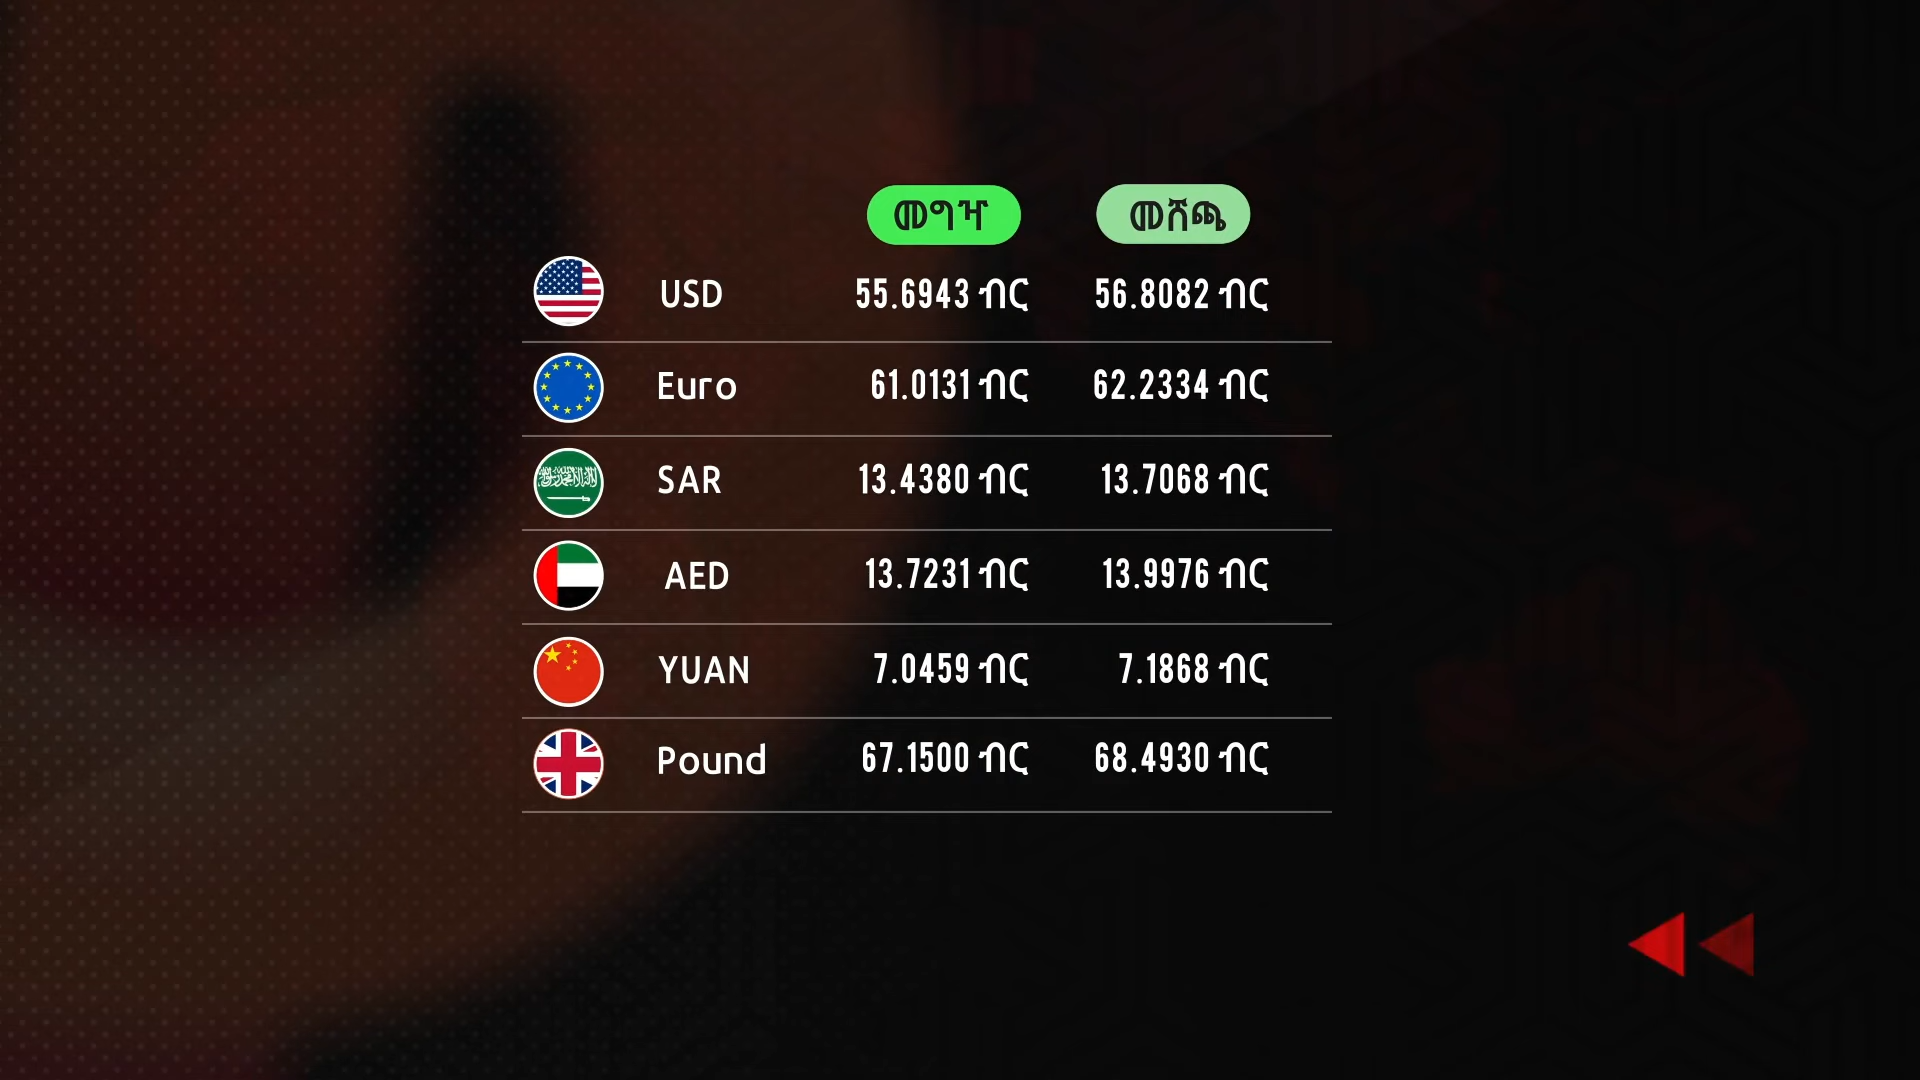 መግዣ መሸጫ
USD 55.6943 ብር 56.8082 ብር
Euro 61.0131 ብር 62.2334 ብር
SAR 13.4380 ብር 13.7068 ብር
AED 13.7231 ብር 13.9976 ብር
YUAN 7.0459 ብር 7.1868 ብር
Pound 67.1500 ብር 68.4930 ብር